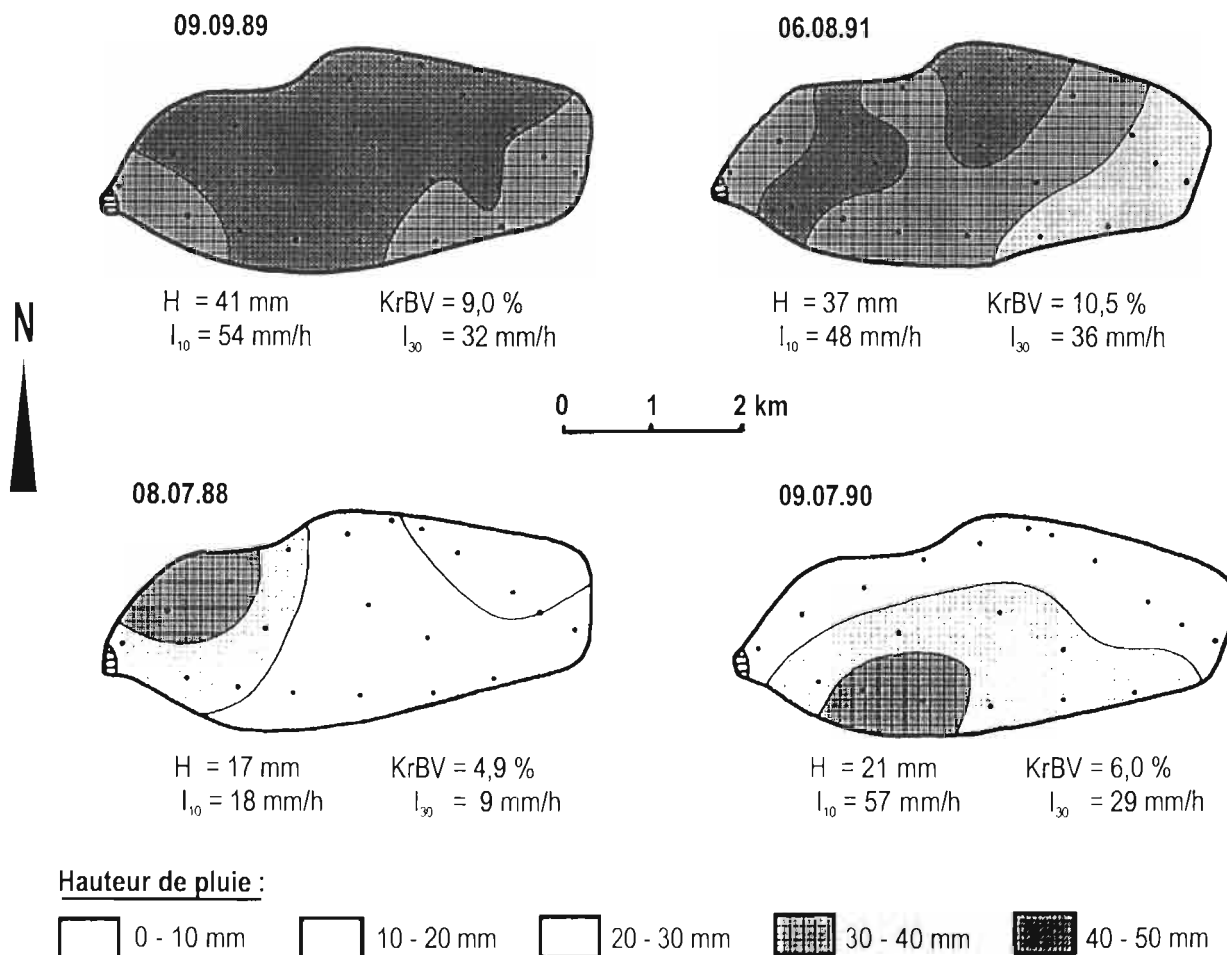 09.09.89 06.08.91
H = 41 mm KrBV = 9,0 % H = 37 mm KrBV = 10,5 %
I10 = 54 mm/h I30 = 32 mm/h I10 = 48 mm/h I30 = 36 mm/h
N
0 1 2 km
08.07.88 09.07.90
H = 17 mm KrBV = 4,9 % H = 21 mm KrBV = 6,0 %
I10 = 18 mm/h I30 = 9 mm/h I10 = 57 mm/h I30 = 29 mm/h
Hauteur de pluie :
0 - 10 mm 10 - 20 mm 20 - 30 mm 30 - 40 mm 40 - 50 mm